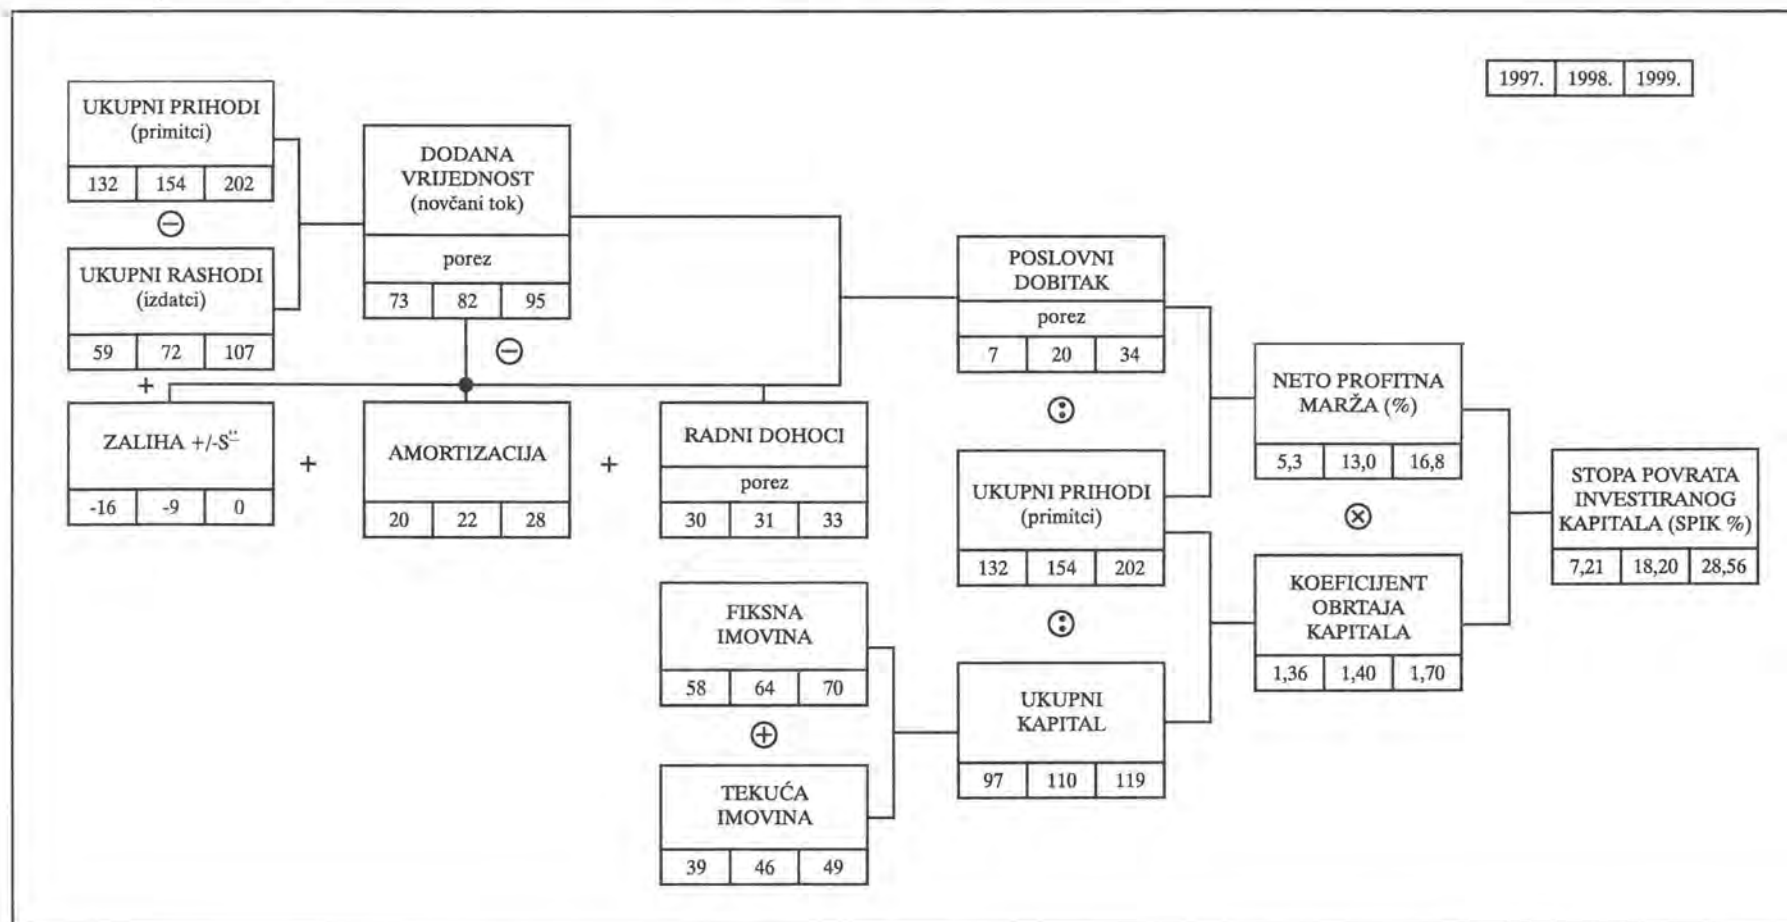 1997. 1998. 1999.
UKUPNI PRIHODI
(primitci)
132 154 202
−
UKUPNI RASHODI
(izdatci)
59 72 107
+
DODANA
VRIJEDNOST
(novčani tok)
porez
73 82 95
−
ZALIHA +/-S
-16 -9 0
+
AMORTIZACIJA
20 22 28
+
RADNI DOHOCI
porez
30 31 33
POSLOVNI
DOBITAK
porez
7 20 34
:
UKUPNI PRIHODI
(primitci)
132 154 202
:
FIKSNA
IMOVINA
58 64 70
+
TEKUĆA
IMOVINA
39 46 49
UKUPNI
KAPITAL
97 110 119
NETO PROFITNA
MARŽA (%)
5,3 13,0 16,8
×
KOEFICIJENT
OBRTAJA
KAPITALA
1,36 1,40 1,70
STOPA POVRATA
INVESTIRANOG
KAPITALA (SPIK %)
7,21 18,20 28,56